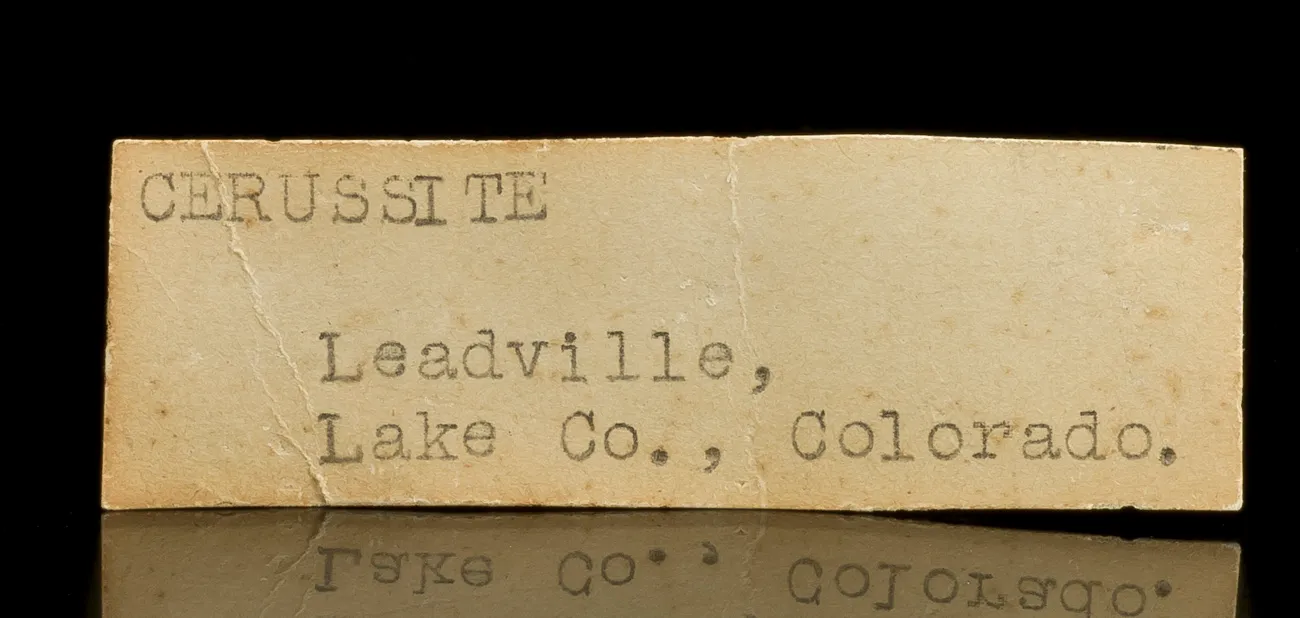 CERUSSITE
Leadville,
Lake Co., Colorado.